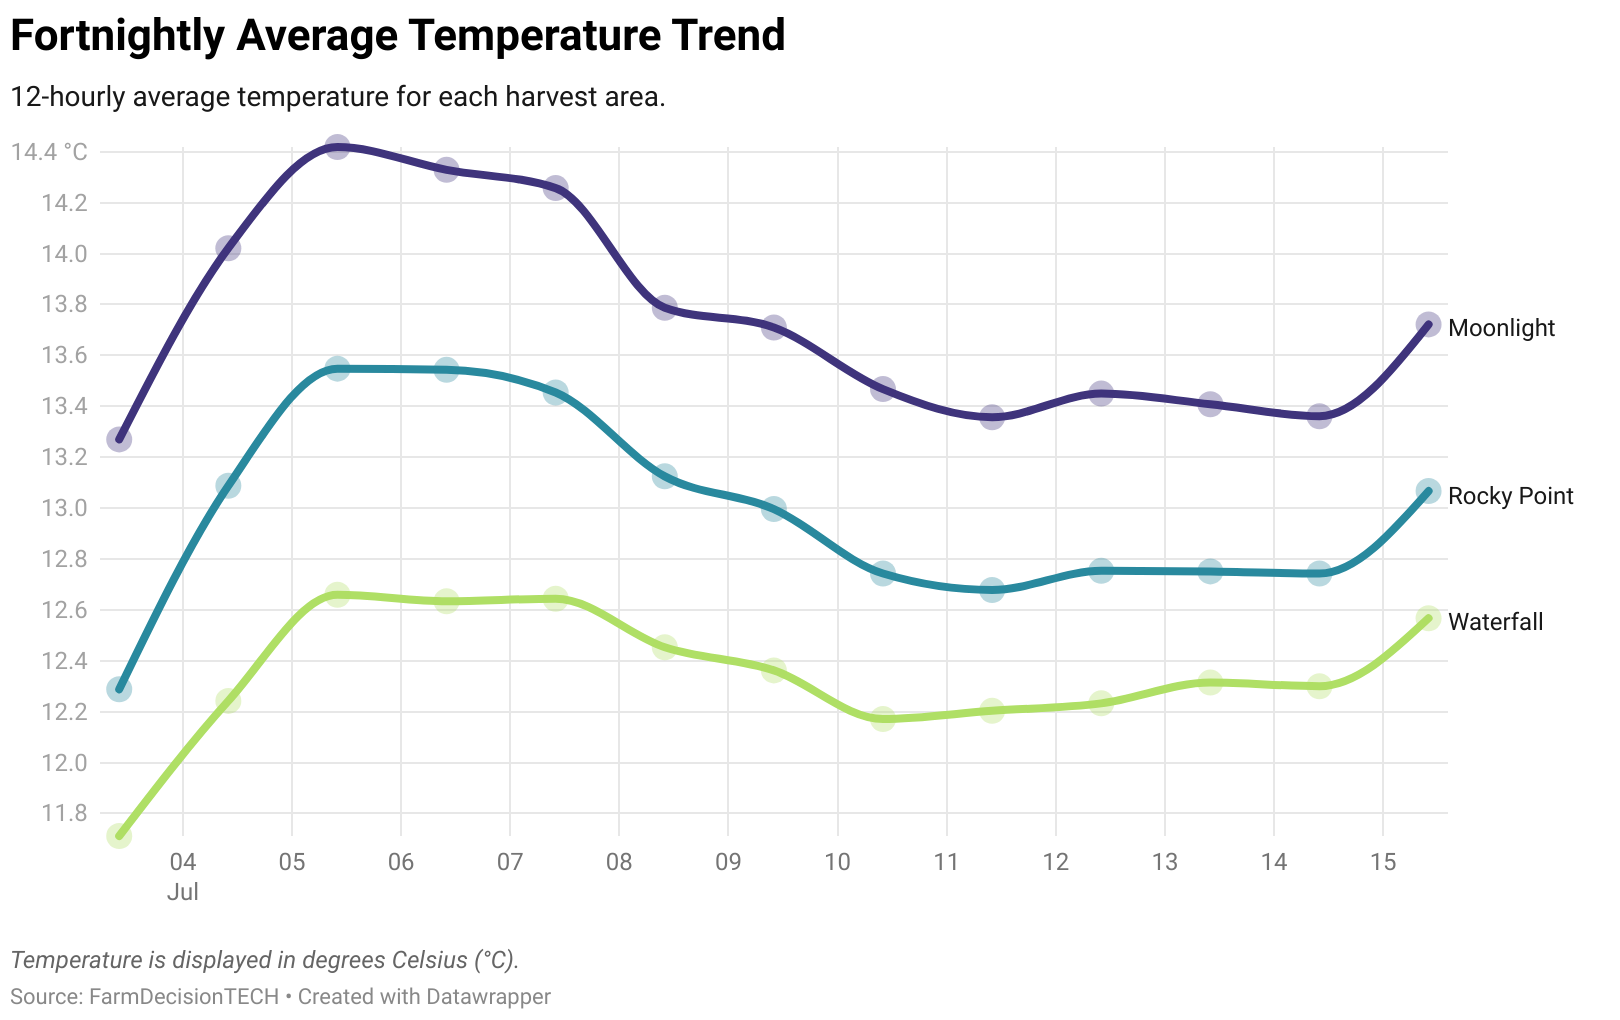 Fortnightly Average Temperature Trend
12-hourly average temperature for each harvest area.
14.4 °C
14.2
14.0
13.8
13.6
13.4
13.2
13.0
12.8
12.6
12.4
12.2
12.0
11.8
Moonlight
Rocky Point
Waterfall
04 05 06 07 08 09 10 11 12 13 14 15
Jul
Temperature is displayed in degrees Celsius (°C).
Source: FarmDecisionTECH • Created with Datawrapper